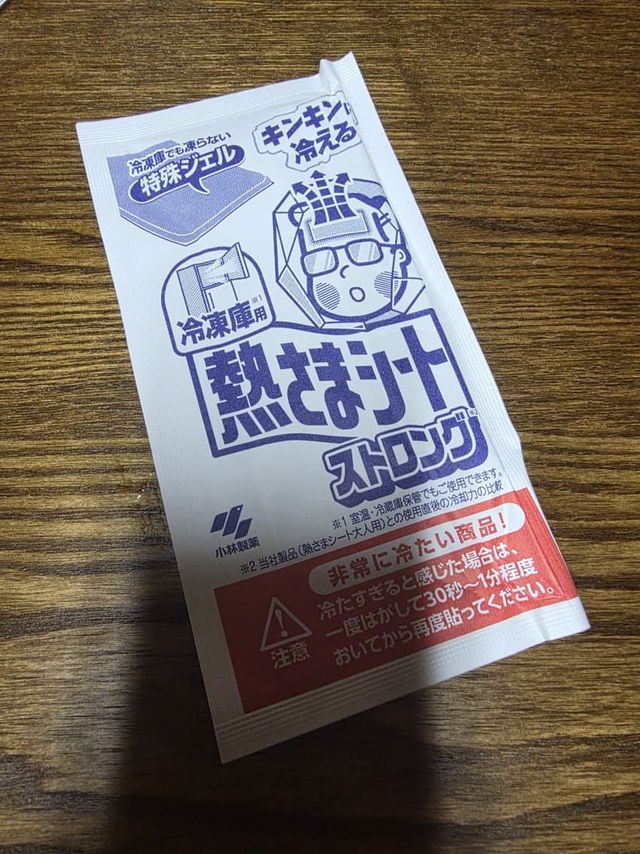 冷凍庫でも凍らない
特殊ジェル
キンキンに
冷える
冷凍庫用※1
熱さまシート
ストロング※2
※1 室温・冷蔵庫保管でもご使用できます。
※2 当社製品(熱さまシート大人用)との使用直後の冷却力の比較
小林製薬
非常に冷たい商品!
注意
冷たすぎると感じた場合は、
一度はがして30秒～1分程度
おいてから再度貼ってください。